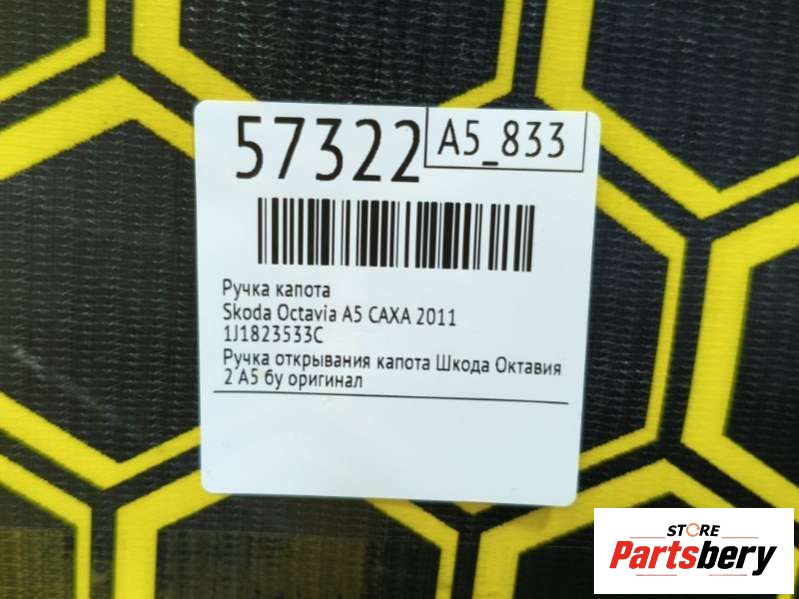 57322
A5_833
Ручка капота
Skoda Octavia A5 CAXA 2011
1J1823533C
Ручка открывания капота Шкода Октавия
2 А5 бу оригинал
STORE
Partsbery